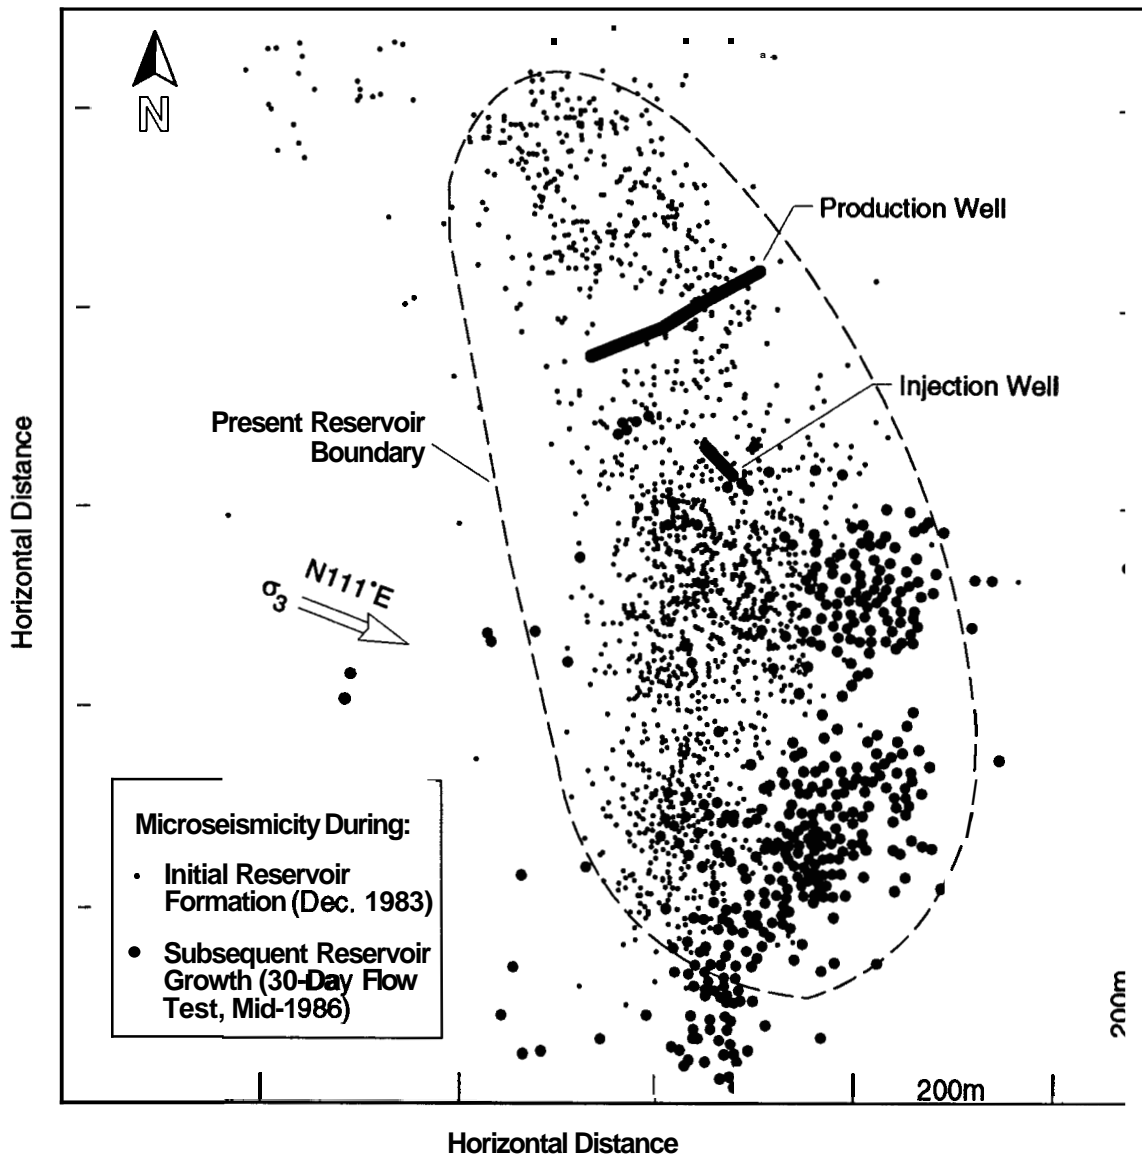 N
Production Well
Injection Well
Present Reservoir
Boundary
Horizontal Distance
N111°E
σ3
Microseismicity During:
Initial Reservoir
Formation (Dec. 1983)
Subsequent Reservoir
Growth (30-Day Flow
Test, Mid-1986)
200m
200m
Horizontal Distance